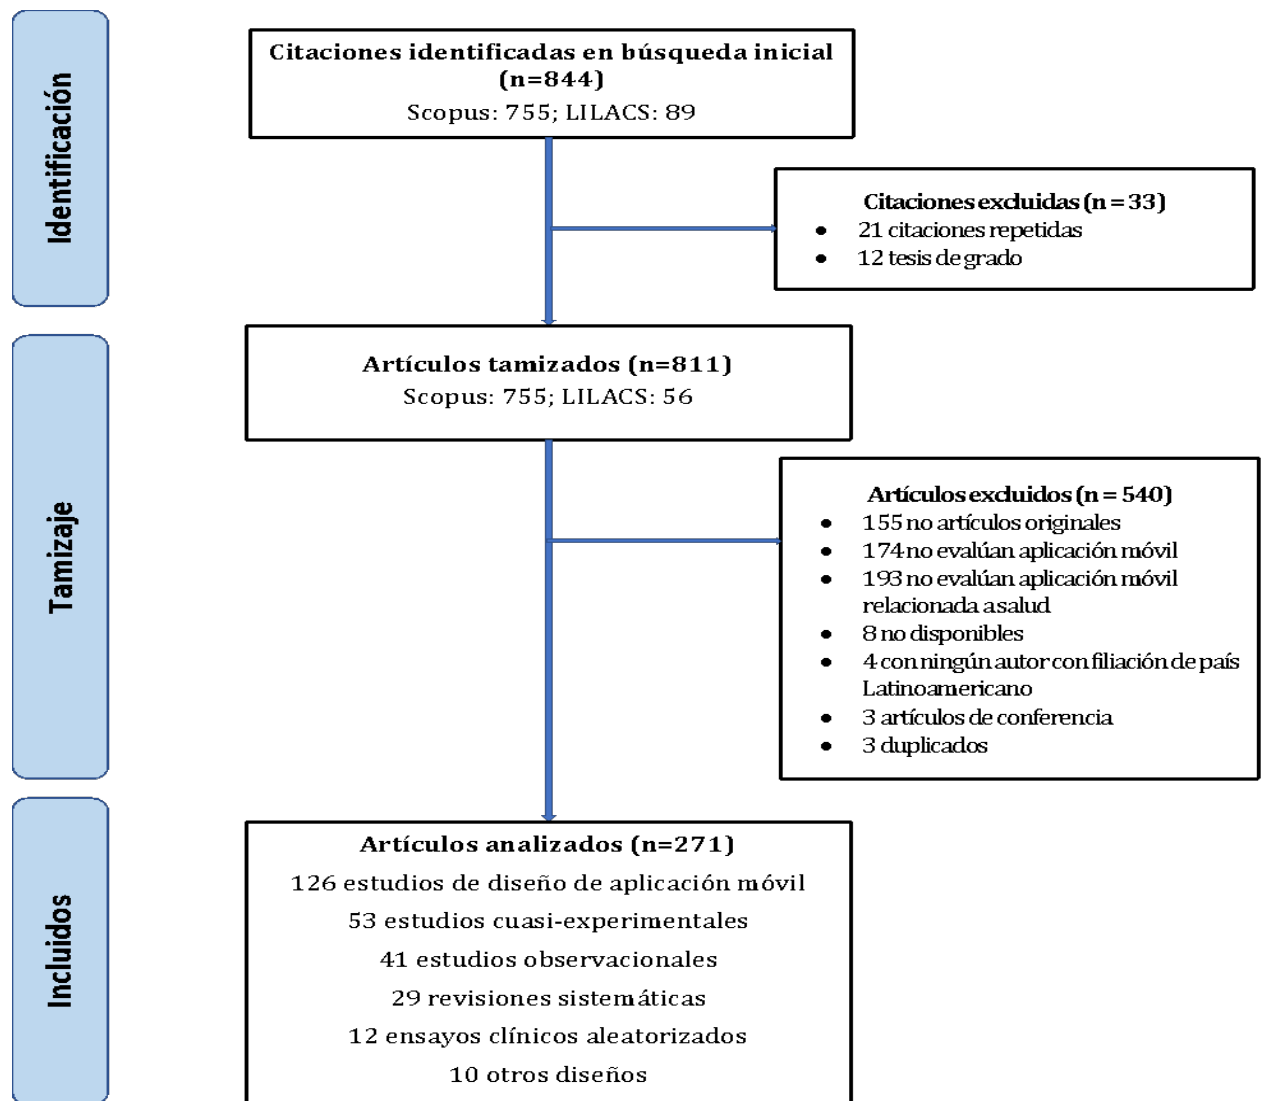 Identificación
Citaciones identificadas en búsqueda inicial
(n=844)
Scopus: 755; LILACS: 89
Citaciones excluidas (n = 33)
• 21 citaciones repetidas
• 12 tesis de grado
Tamizaje
Artículos tamizados (n=811)
Scopus: 755; LILACS: 56
Artículos excluidos (n = 540)
• 155 no artículos originales
• 174 no evalúan aplicación móvil
• 193 no evalúan aplicación móvil
relacionada a salud
• 8 no disponibles
• 4 con ningún autor con filiación de país
Latinoamericano
• 3 artículos de conferencia
• 3 duplicados
Incluidos
Artículos analizados (n=271)
126 estudios de diseño de aplicación móvil
53 estudios cuasi-experimentales
41 estudios observacionales
29 revisiones sistemáticas
12 ensayos clínicos aleatorizados
10 otros diseños